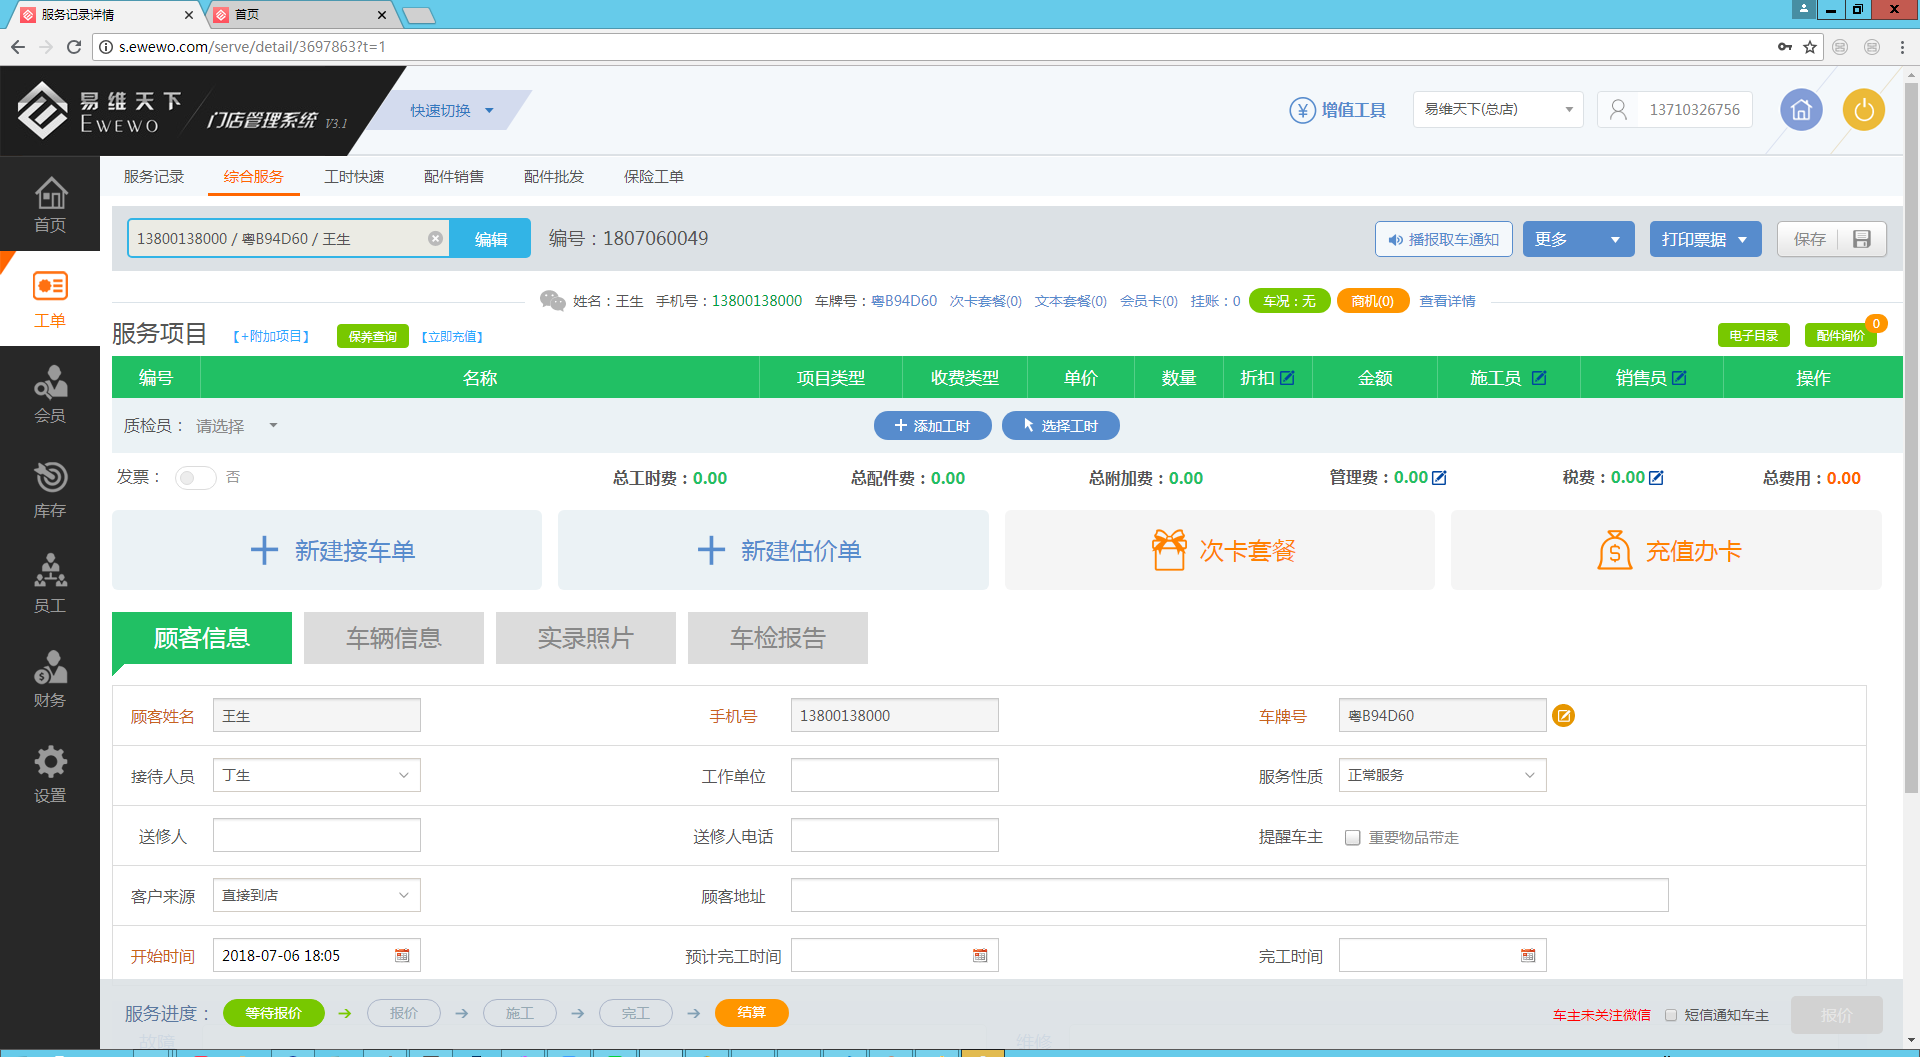 服务记录详情
首页
s.ewewo.com/serve/detail/3697863?t=1
易维天下
EWEWO
门店管理系统 V3.1
快速切换
增值工具
易维天下(总店)
13710326756
首页
工单
会员
库存
员工
财务
设置
服务记录 综合服务 工时快速 配件销售 配件批发 保险工单
13800138000 / 粤B94D60 / 王生
编辑
编号：1807060049
播报取车通知
更多
打印票据
保存
姓名：王生 手机号：13800138000 车牌号：粤B94D60 次卡套餐(0) 文本套餐(0) 会员卡(0) 挂账：0 车况：无 商机(0) 查看详情
服务项目 【+附加项目】 保养查询 【立即充值】 电子目录 配件询价 0
编号 名称 项目类型 收费类型 单价 数量 折扣 金额 施工员 销售员 操作
质检员： 请选择 添加工时 选择工时
发票： 否 总工时费：0.00 总配件费：0.00 总附加费：0.00 管理费：0.00 税费：0.00 总费用：0.00
新建接车单 新建估价单 次卡套餐 充值办卡
顾客信息 车辆信息 实录照片 车检报告
顾客姓名 王生 手机号 13800138000 车牌号 粤B94D60
接待人员 丁生 工作单位 服务性质 正常服务
送修人 送修人电话 提醒车主 重要物品带走
客户来源 直接到店 顾客地址
开始时间 2018-07-06 18:05 预计完工时间 完工时间
服务进度： 等待报价 报价 施工 完工 结算 车主未关注微信 短信通知车主 报价
故障 维修